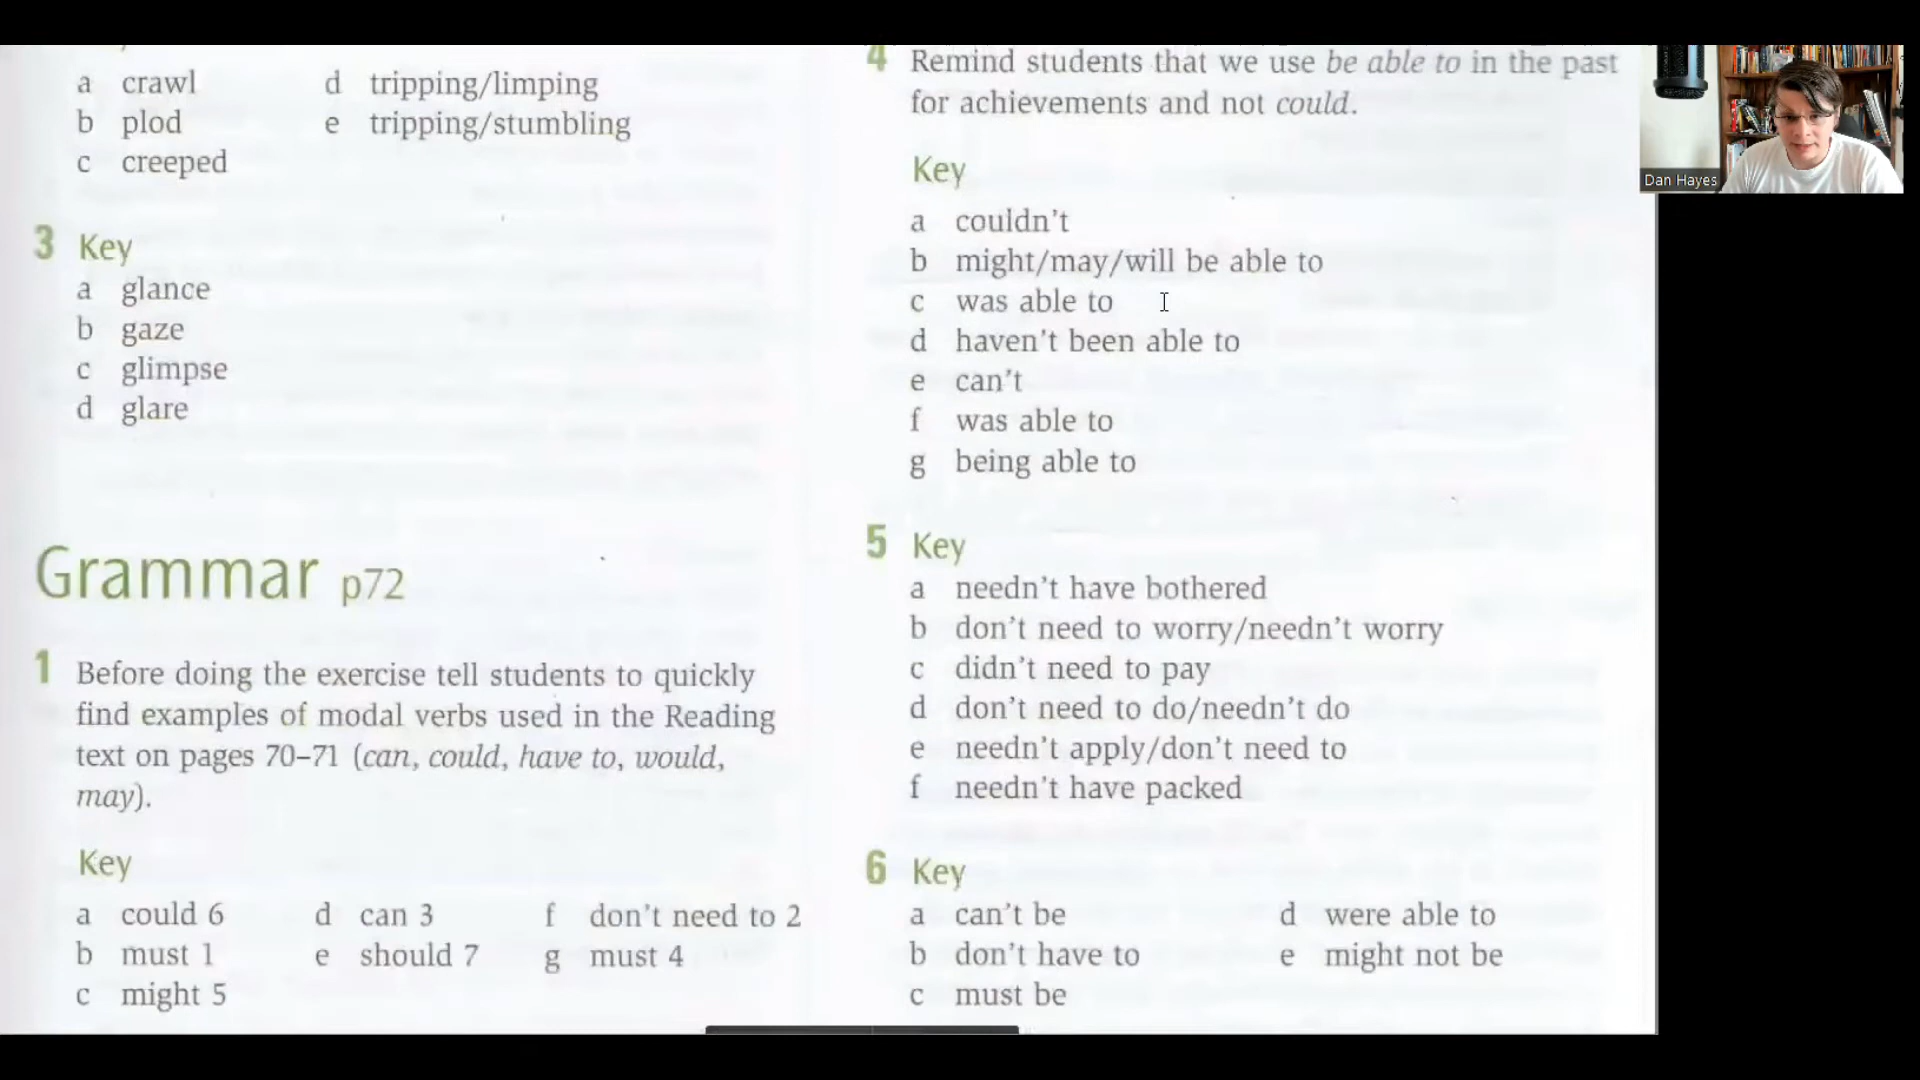 a crawl d tripping/limping
b plod e tripping/stumbling
c creeped
3 Key
a glance
b gaze
c glimpse
d glare
Grammar p72
1 Before doing the exercise tell students to quickly
find examples of modal verbs used in the Reading
text on pages 70–71 (can, could, have to, would,
may).
Key
a could 6 d can 3 f don't need to 2
b must 1 e should 7 g must 4
c might 5
4 Remind students that we use be able to in the past
for achievements and not could.
Key
a couldn't
b might/may/will be able to
c was able to
d haven't been able to
e can't
f was able to
g being able to
5 Key
a needn't have bothered
b don't need to worry/needn't worry
c didn't need to pay
d don't need to do/needn't do
e needn't apply/don't need to
f needn't have packed
6 Key
a can't be d were able to
b don't have to e might not be
c must be
Dan Hayes